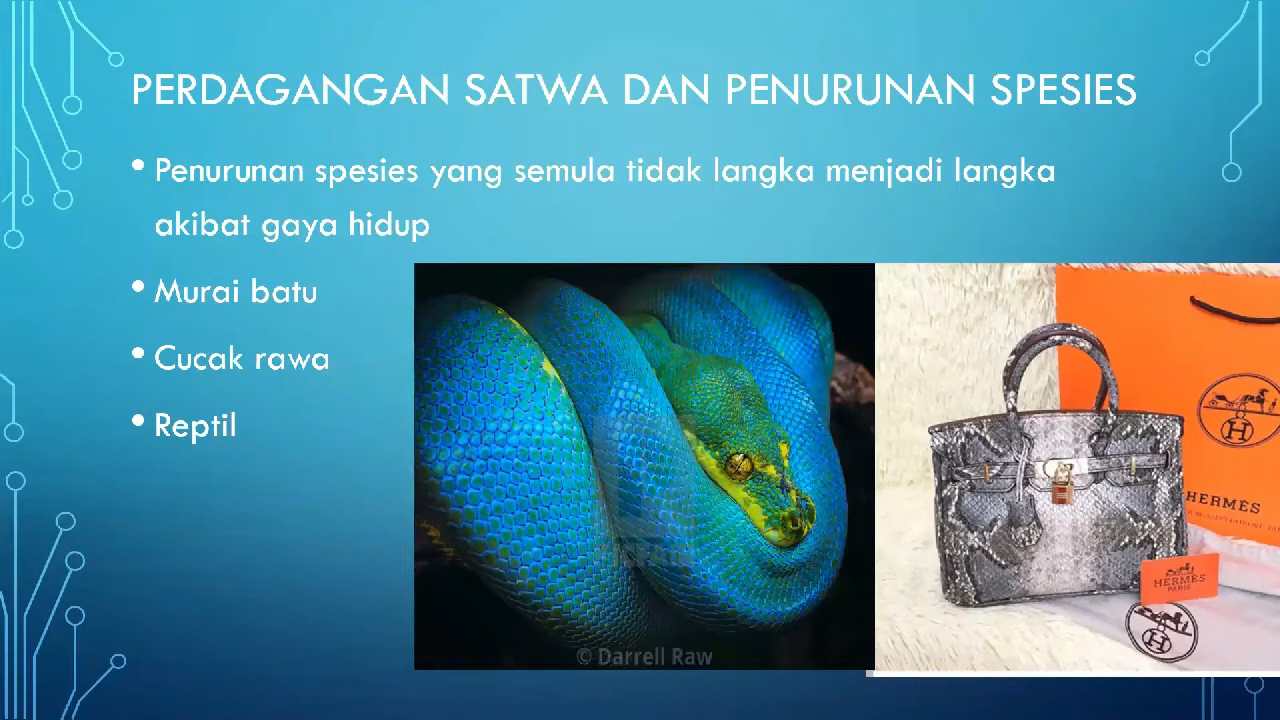 PERDAGANGAN SATWA DAN PENURUNAN SPESIES
• Penurunan spesies yang semula tidak langka menjadi langka
akibat gaya hidup
• Murai batu
• Cucak rawa
• Reptil
© Darrell Raw
H
HERMES
HERMES
PARIS
H